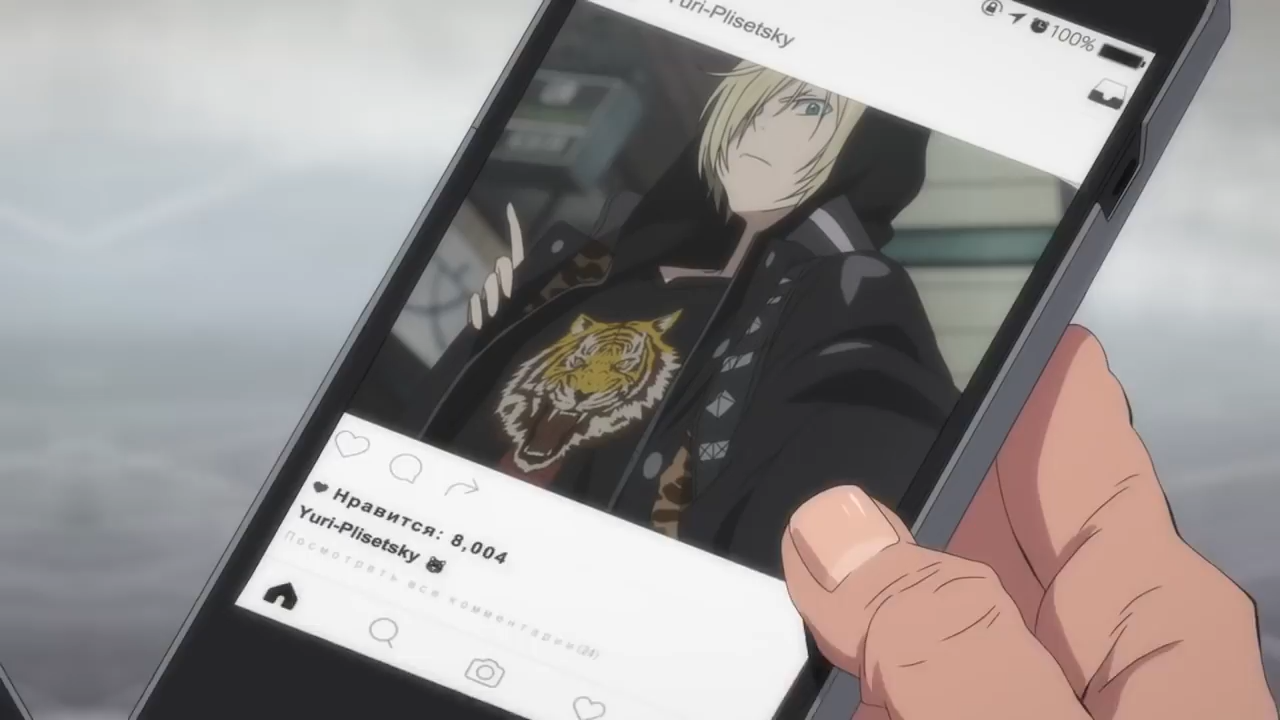 Yuri-Plisetsky
100%
Нравится: 8,004
Yuri-Plisetsky
Посмотреть все комментарии(24)